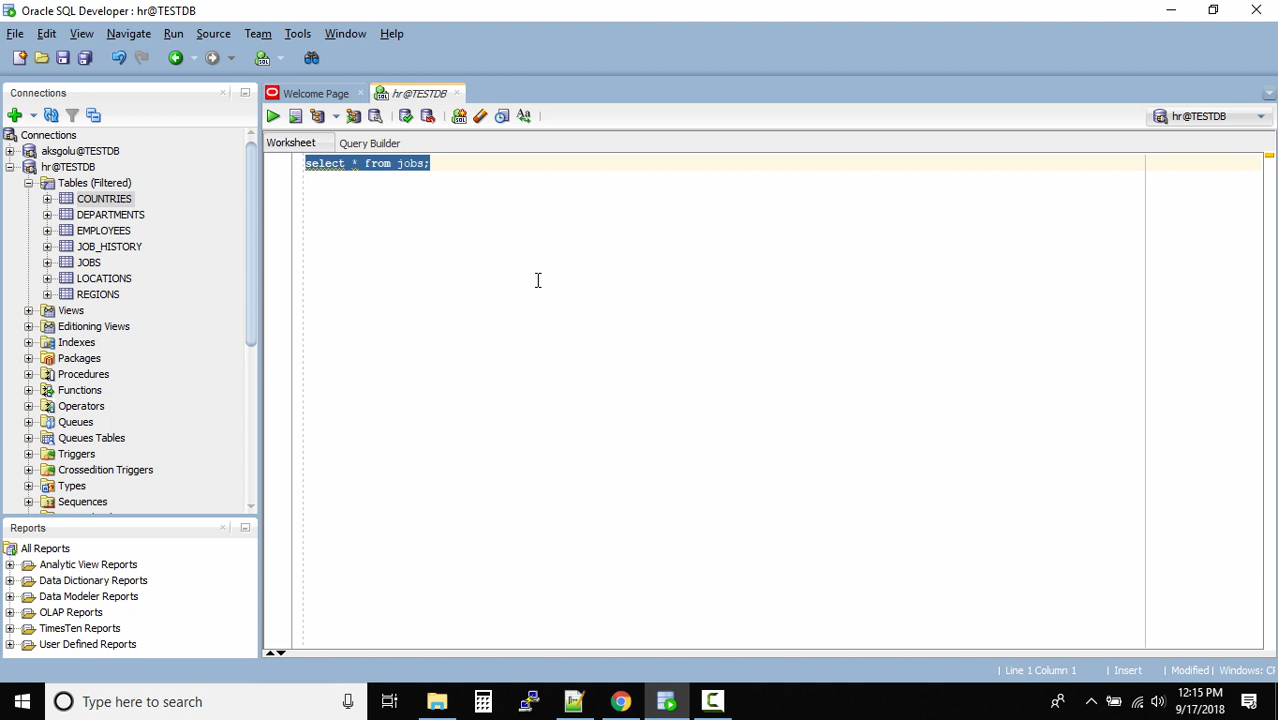 Oracle SQL Developer : hr@TESTDB
File Edit View Navigate Run Source Team Tools Window Help
Connections
Welcome Page
hr@TESTDB
hr@TESTDB
Connections
aksgolu@TESTDB
hr@TESTDB
Tables (Filtered)
COUNTRIES
DEPARTMENTS
EMPLOYEES
JOB_HISTORY
JOBS
LOCATIONS
REGIONS
Views
Editioning Views
Indexes
Packages
Procedures
Functions
Operators
Queues
Queues Tables
Triggers
Crossedition Triggers
Types
Sequences
Worksheet Query Builder
select * from jobs;
Reports
All Reports
Analytic View Reports
Data Dictionary Reports
Data Modeler Reports
OLAP Reports
TimesTen Reports
User Defined Reports
Line 1 Column 1 Insert Modified Windows: CF
Type here to search
12:15 PM
9/17/2018